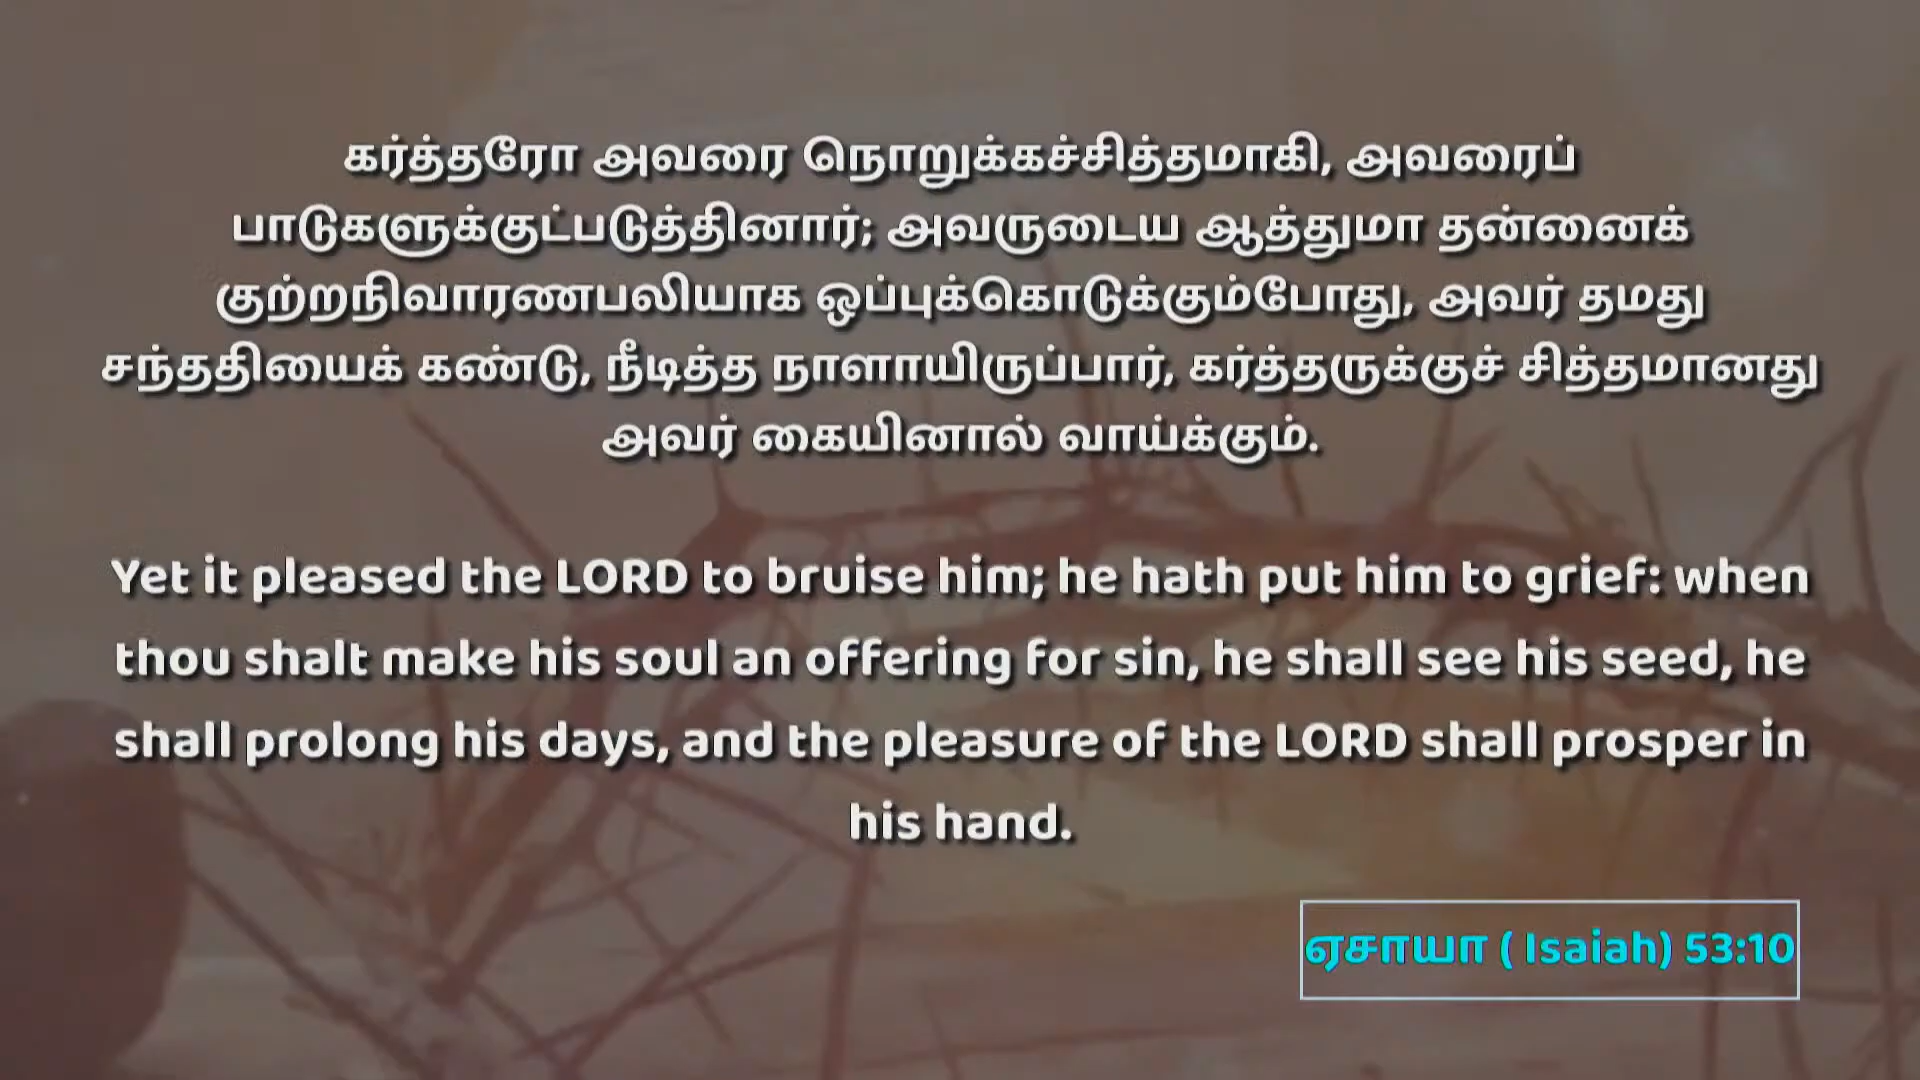 கர்த்தரோ அவரை நொறுக்கச்சித்தமாகி, அவரைப்
பாடுகளுக்குட்படுத்தினார்; அவருடைய ஆத்துமா தன்னைக்
குற்றநிவாரணபலியாக ஒப்புக்கொடுக்கும்போது, அவர் தமது
சந்ததியைக் கண்டு, நீடித்த நாளாயிருப்பார், கர்த்தருக்குச் சித்தமானது
அவர் கையினால் வாய்க்கும்.
Yet it pleased the LORD to bruise him; he hath put him to grief: when
thou shalt make his soul an offering for sin, he shall see his seed, he
shall prolong his days, and the pleasure of the LORD shall prosper in
his hand.
ஏசாயா ( Isaiah) 53:10